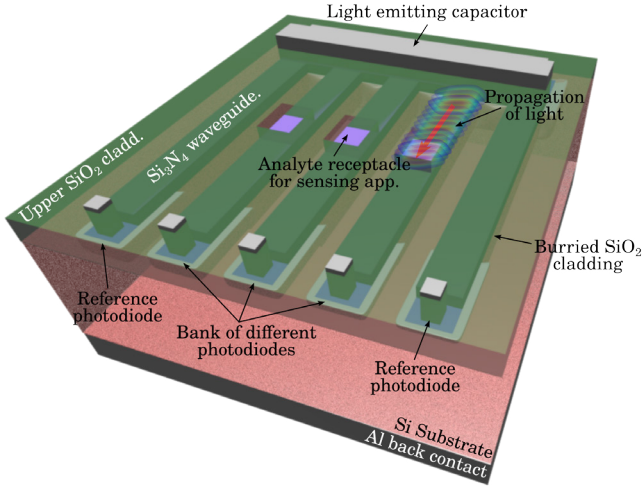 Light emitting capacitor
Propagation
of light
Si₃N₄ waveguide.
Upper SiO₂ cladd.
Analyte receptacle
for sensing app.
Burried SiO₂
cladding
Reference
photodiode
Bank of different
photodiodes
Reference
photodiode
Si Substrate
Al back contact